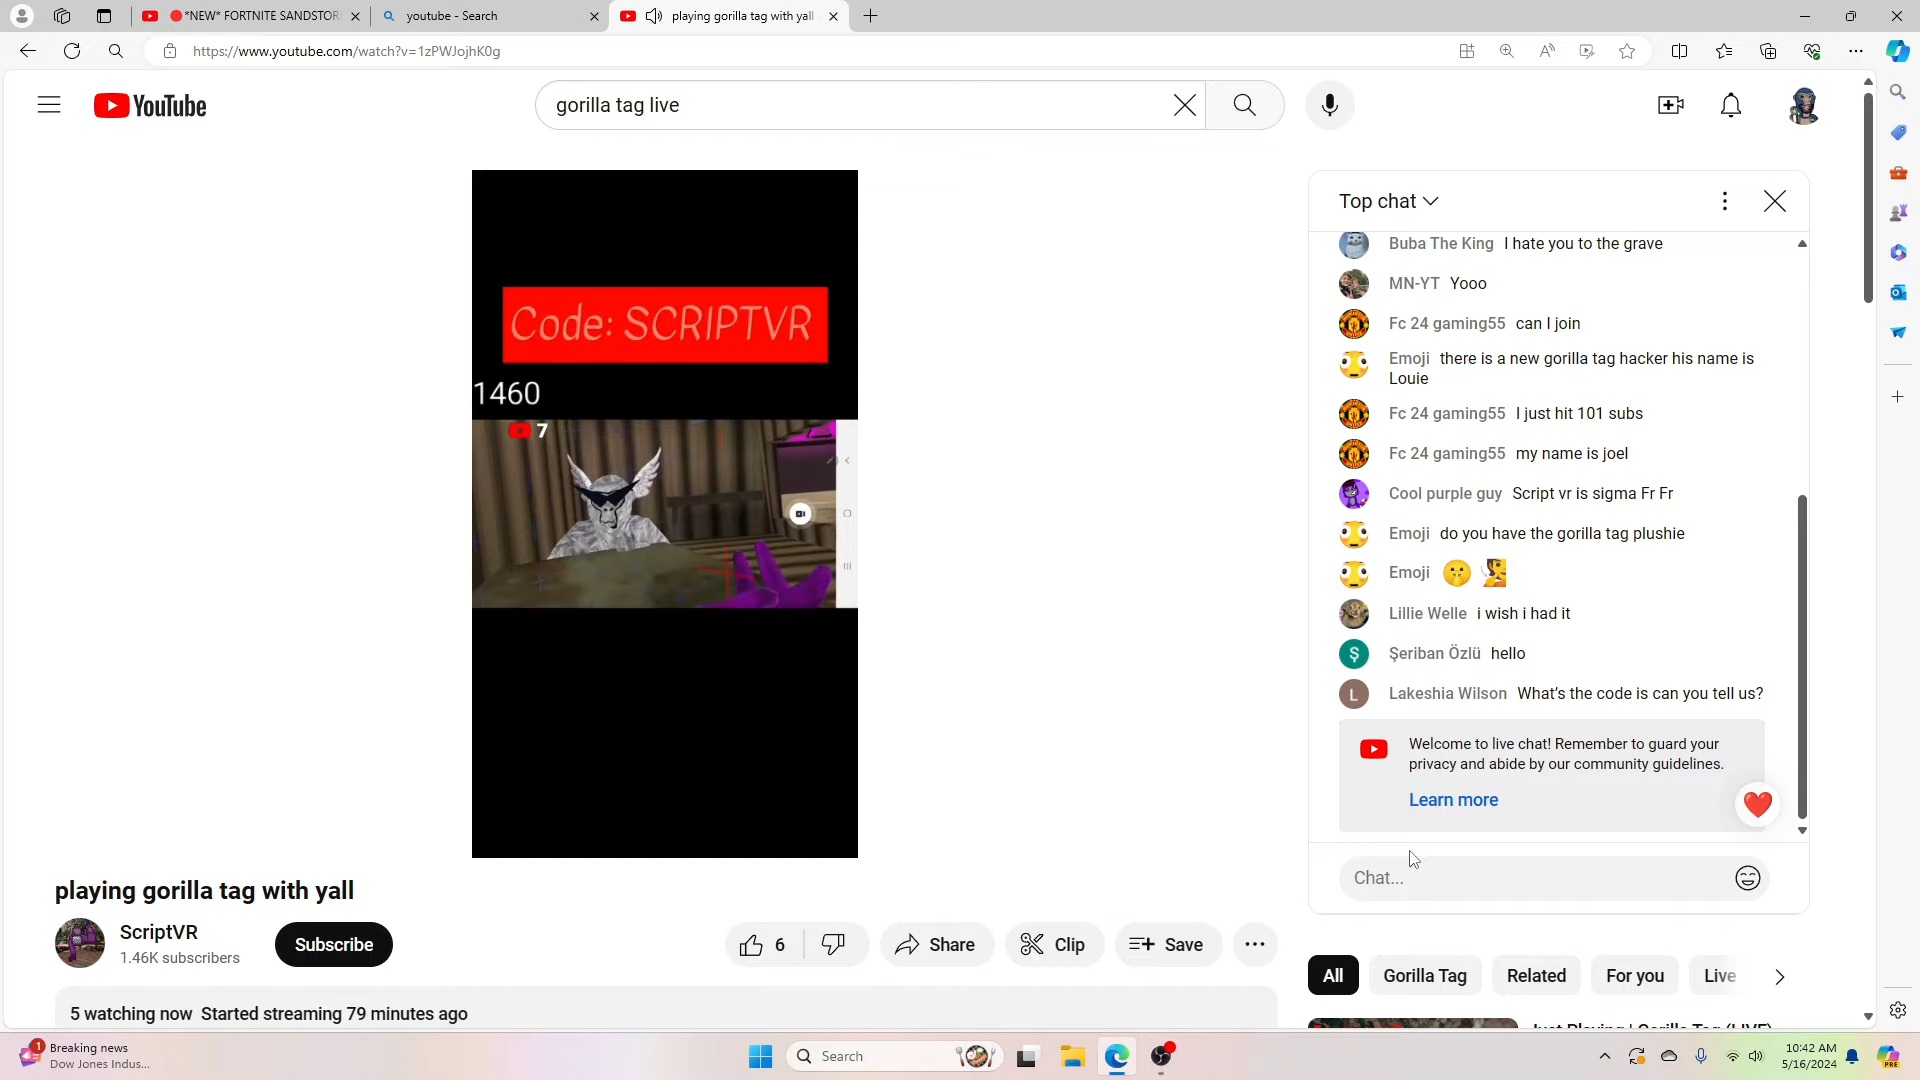 *NEW* FORTNITE SANDSTOR
youtube - Search
playing gorilla tag with yall
https://www.youtube.com/watch?v=1zPWJojhK0g
YouTube
gorilla tag live
Code: SCRIPTVR
1460
7
Top chat
Buba The King I hate you to the grave
MN-YT Yooo
Fc 24 gaming55 can I join
Emoji there is a new gorilla tag hacker his name is
Louie
Fc 24 gaming55 I just hit 101 subs
Fc 24 gaming55 my name is joel
Cool purple guy Script vr is sigma Fr Fr
Emoji do you have the gorilla tag plushie
Emoji
Lillie Welle i wish i had it
Şeriban Özlü hello
Lakeshia Wilson What's the code is can you tell us?
Welcome to live chat! Remember to guard your
privacy and abide by our community guidelines.
Learn more
Chat...
playing gorilla tag with yall
ScriptVR
1.46K subscribers
Subscribe
6
Share
Clip
Save
5 watching now Started streaming 79 minutes ago
All
Gorilla Tag
Related
For you
Live
Just Playing | Gorilla Tag (LIVE)
1
Breaking news
Dow Jones Indus...
Search
10:42 AM
5/16/2024
PRE